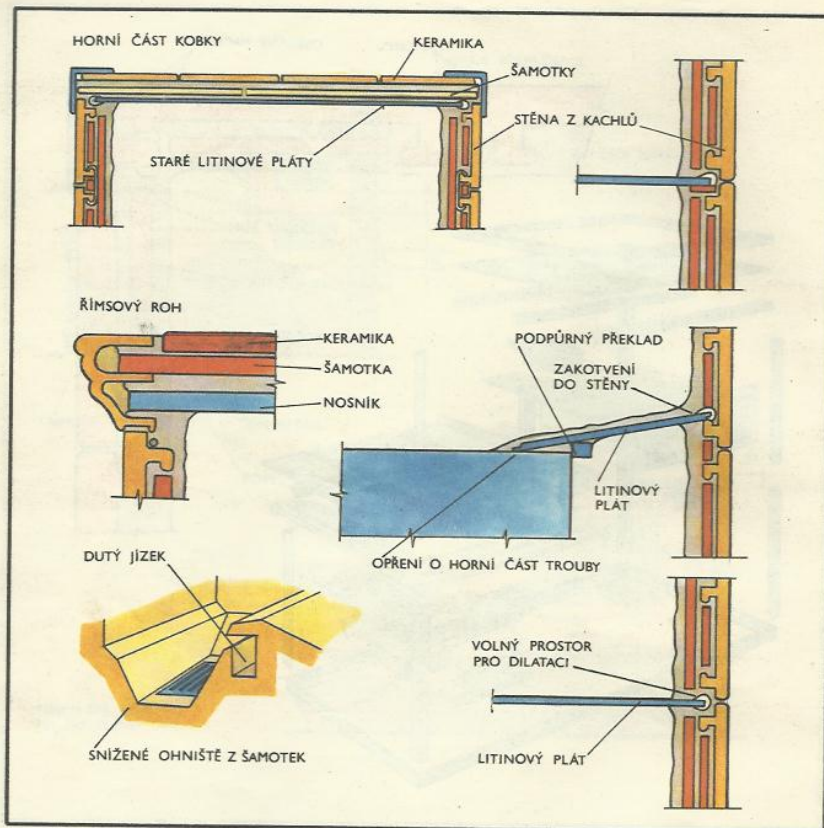 HORNÍ ČÁST KOBKY
KERAMIKA
ŠAMOTKY
STĚNA Z KACHLŮ
STARÉ LITINOVÉ PLÁTY
ŘÍMSOVÝ ROH
KERAMIKA
ŠAMOTKA
NOSNÍK
PODPŮRNÝ PŘEKLAD
ZAKOTVENÍ
DO STĚNY
LITINOVÝ
PLÁT
OPŘENÍ O HORNÍ ČÁST TROUBY
DUTÝ JÍZEK
SNÍŽENÉ OHNIŠTĚ Z ŠAMOTEK
VOLNÝ PROSTOR
PRO DILATACI
LITINOVÝ PLÁT